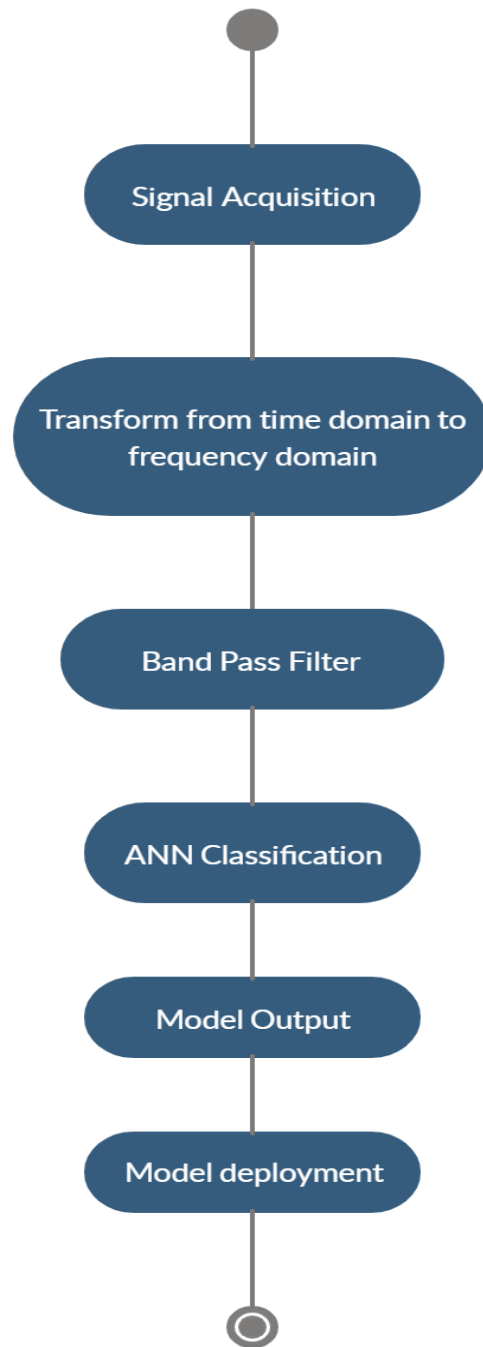 Signal Acquisition
Transform from time domain to
frequency domain
Band Pass Filter
ANN Classification
Model Output
Model deployment